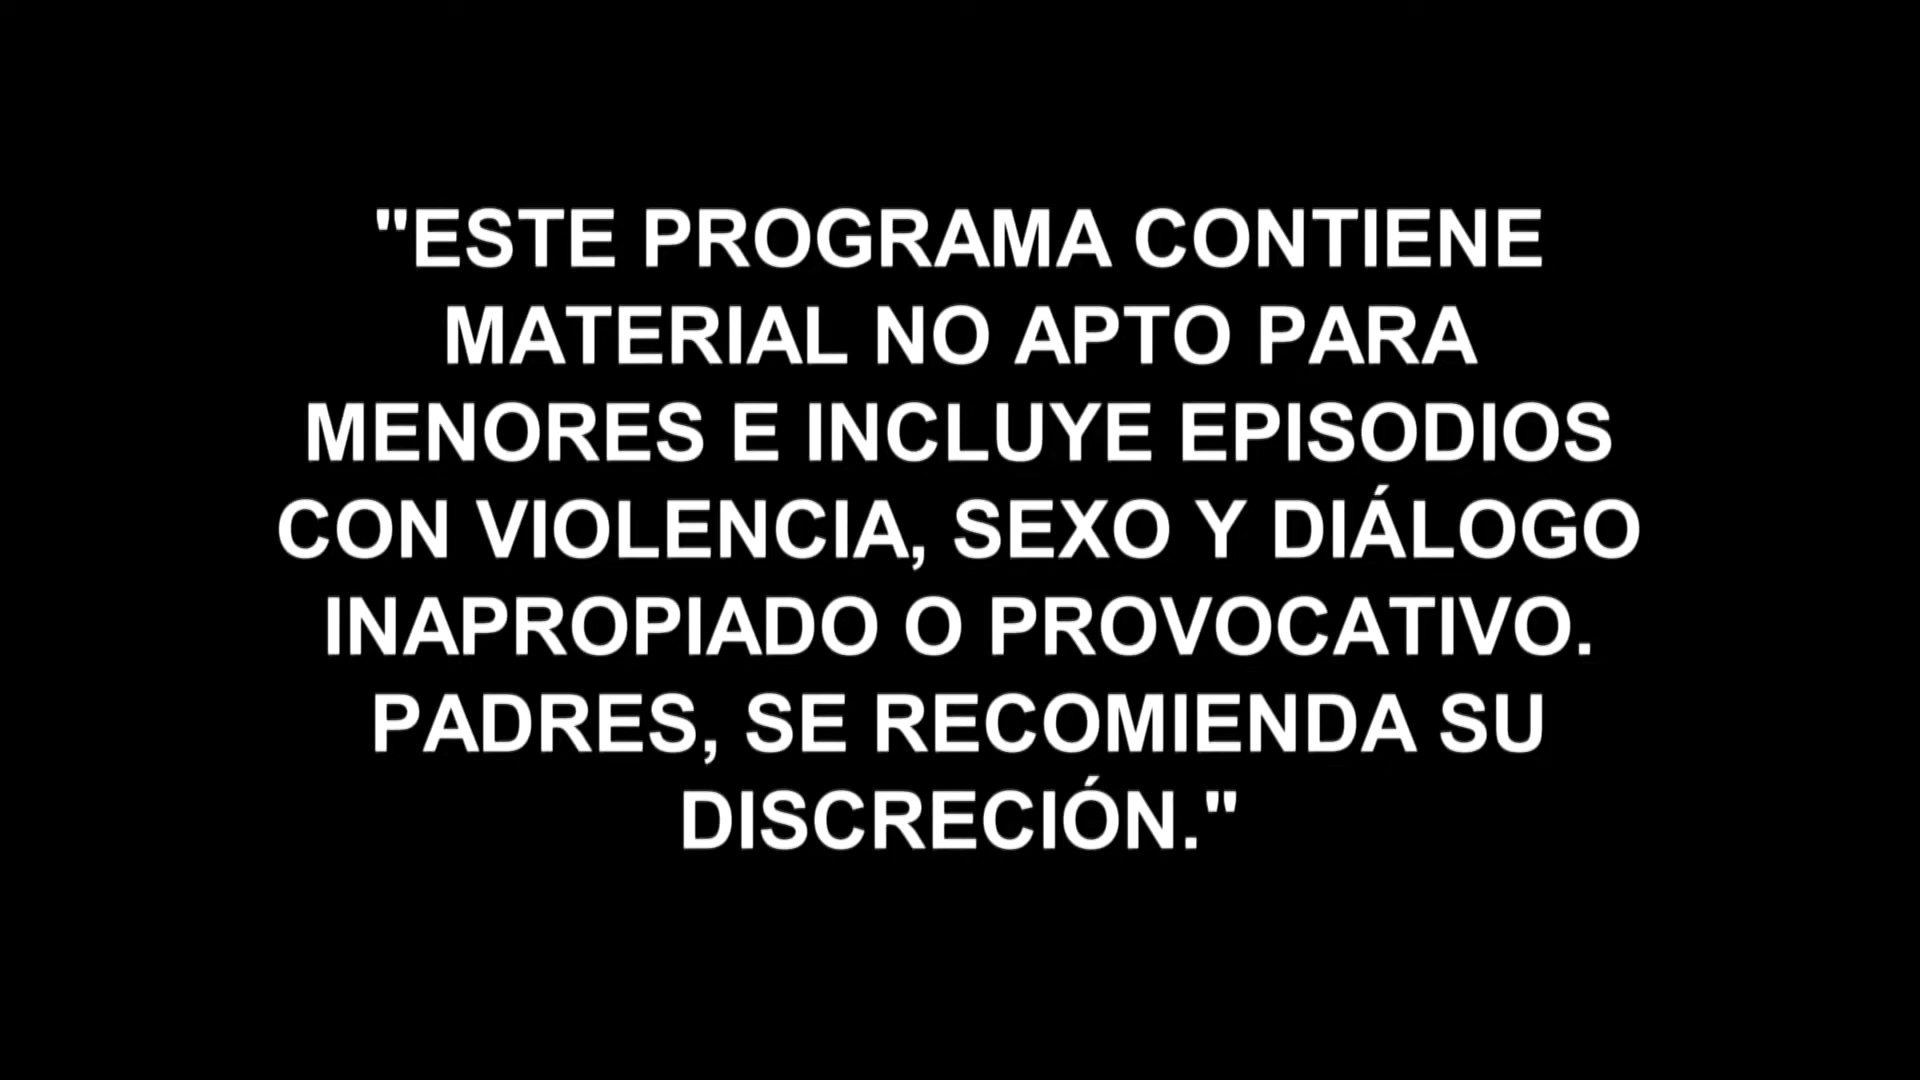 "ESTE PROGRAMA CONTIENE
MATERIAL NO APTO PARA
MENORES E INCLUYE EPISODIOS
CON VIOLENCIA, SEXO Y DIÁLOGO
INAPROPIADO O PROVOCATIVO.
PADRES, SE RECOMIENDA SU
DISCRECIÓN."